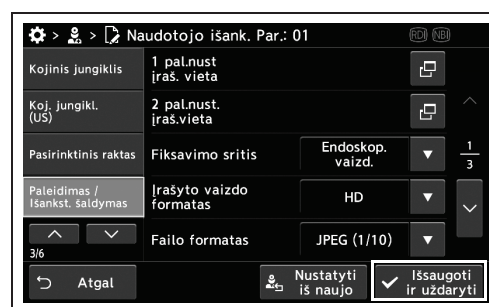 > > Naudotojo išank. Par.: 01 RDI NBI
Kojinis jungiklis
Koj. jungikl.
(US)
Pasirinktinis raktas
Paleidimas /
Išankst. šaldymas
3/6
1 pal.nust
įraš. vieta
2 pal.nust.
įraš.vieta
Fiksavimo sritis
Endoskop.
vaizd.
Įrašyto vaizdo
formatas
HD
Failo formatas
JPEG (1/10)
1
3
Atgal
Nustatyti
iš naujo
Išsaugoti
ir uždaryti